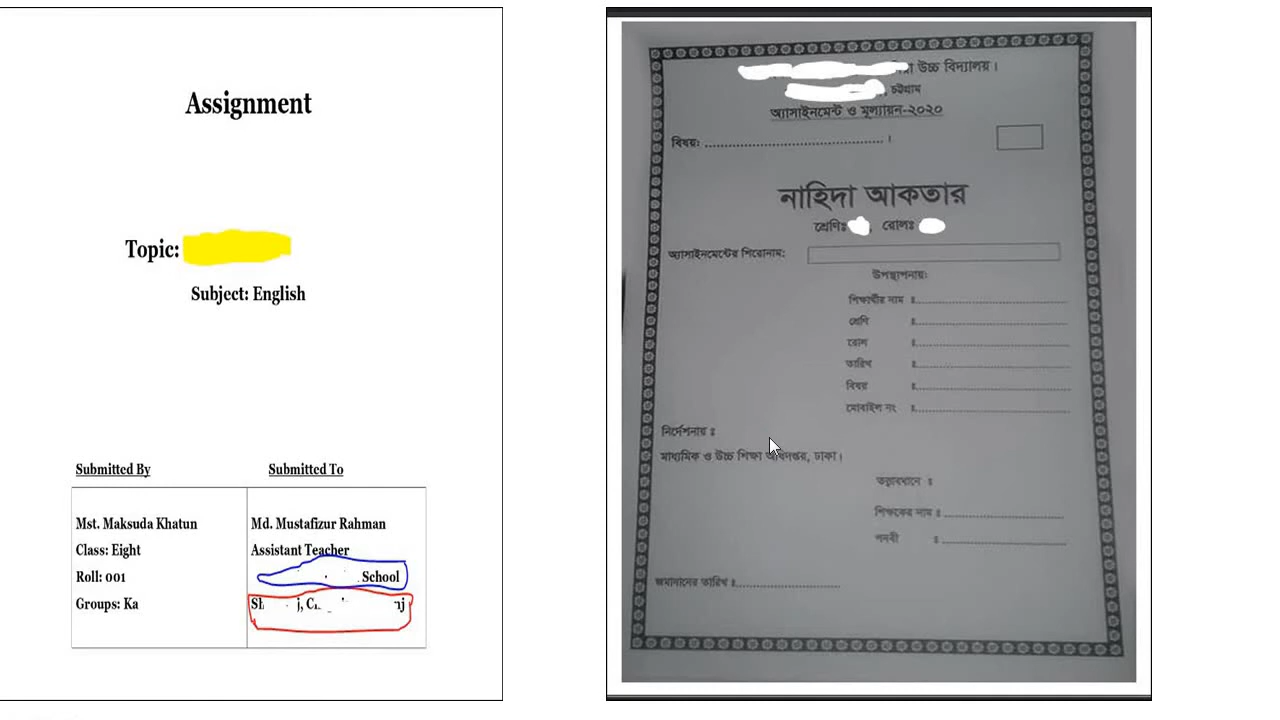 Assignment
Topic:
Subject: English
Submitted By
Submitted To
Mst. Maksuda Khatun
Class: Eight
Roll: 001
Groups: Ka
Md. Mustafizur Rahman
Assistant Teacher
School
উচ্চ বিদ্যালয়।
চট্টগ্রাম
অ্যাসাইনমেন্ট ও মূল্যায়ন-২০২০
বিষয়: ............................................ ।
নাহিদা আকতার
শ্রেণিঃ , রোলঃ
অ্যাসাইনমেন্টের শিরোনাম:
উপস্থাপনায়:
শিক্ষার্থীর নাম ঃ............................................
শ্রেণি ঃ............................................
রোল ঃ............................................
তারিখ ঃ............................................
বিষয় ঃ............................................
মোবাইল নং ঃ............................................
নির্দেশনায় ঃ
মাধ্যমিক ও উচ্চ শিক্ষা অধিদপ্তর, ঢাকা।
তত্ত্বাবধানে ঃ
শিক্ষকের নাম ঃ ............................................
পদবী ঃ ............................................
জমাদানের তারিখ ঃ............................................